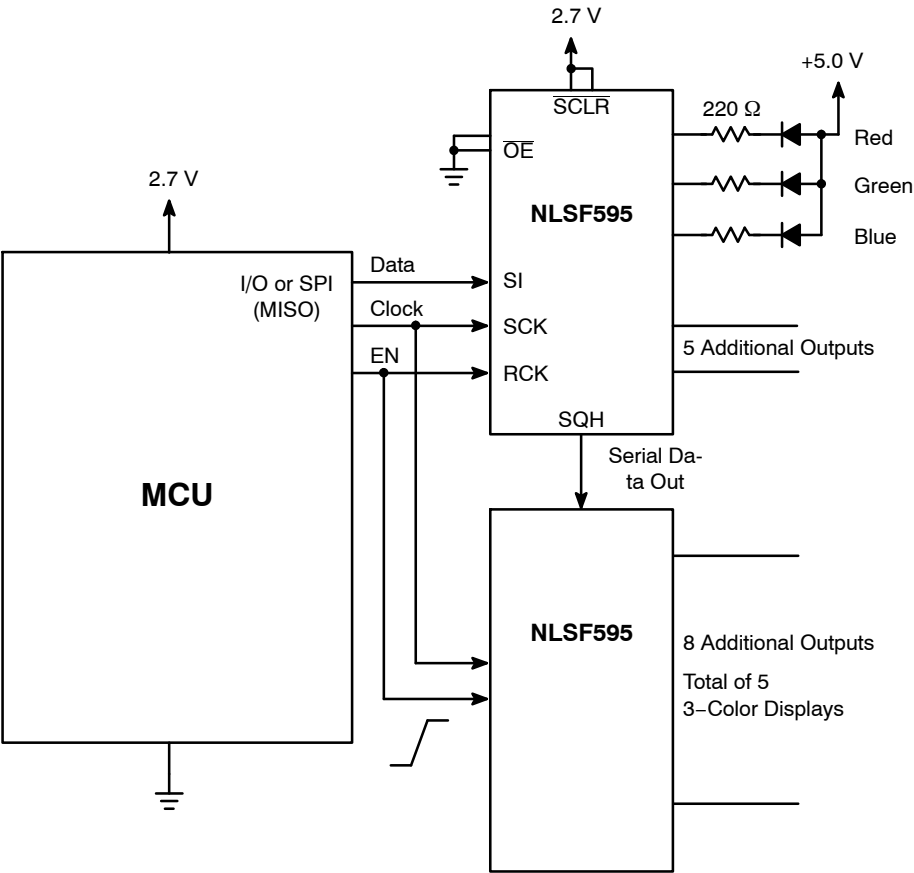 2.7 V
+5.0 V
SCLR
220 Ω
Red
OE
2.7 V
Green
NLSF595
Blue
Data
I/O or SPI
(MISO)
SI
Clock
SCK
5 Additional Outputs
EN
RCK
SQH
Serial Da-
ta Out
MCU
NLSF595
8 Additional Outputs
Total of 5
3−Color Displays